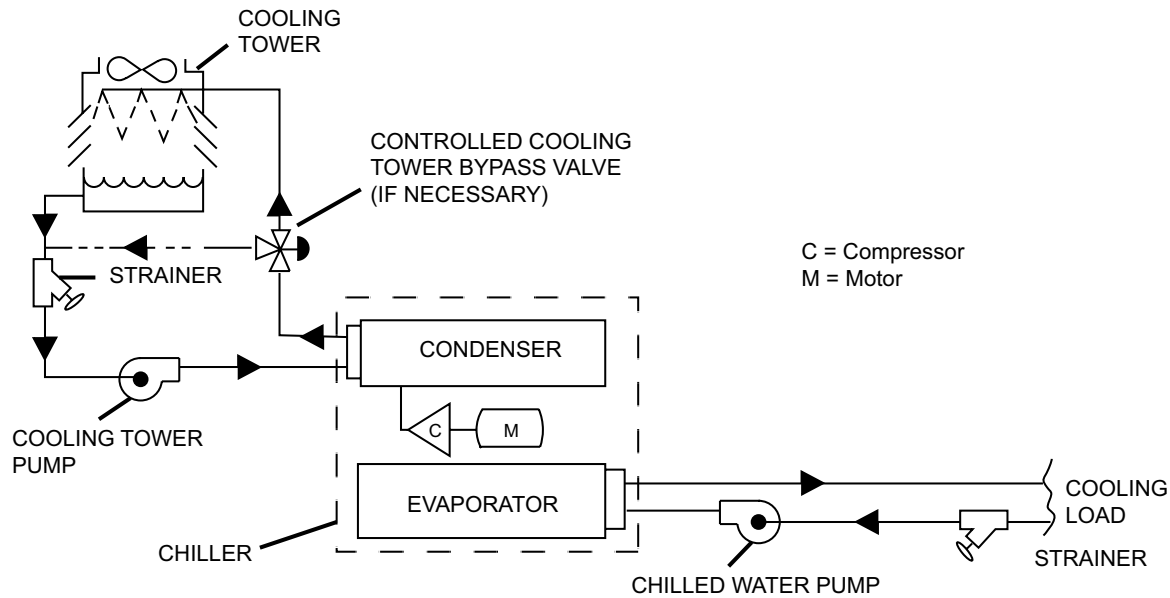 COOLING
TOWER
CONTROLLED COOLING
TOWER BYPASS VALVE
(IF NECESSARY)
C = Compressor
M = Motor
STRAINER
CONDENSER
C
M
COOLING TOWER
PUMP
EVAPORATOR
COOLING
LOAD
CHILLER
STRAINER
CHILLED WATER PUMP